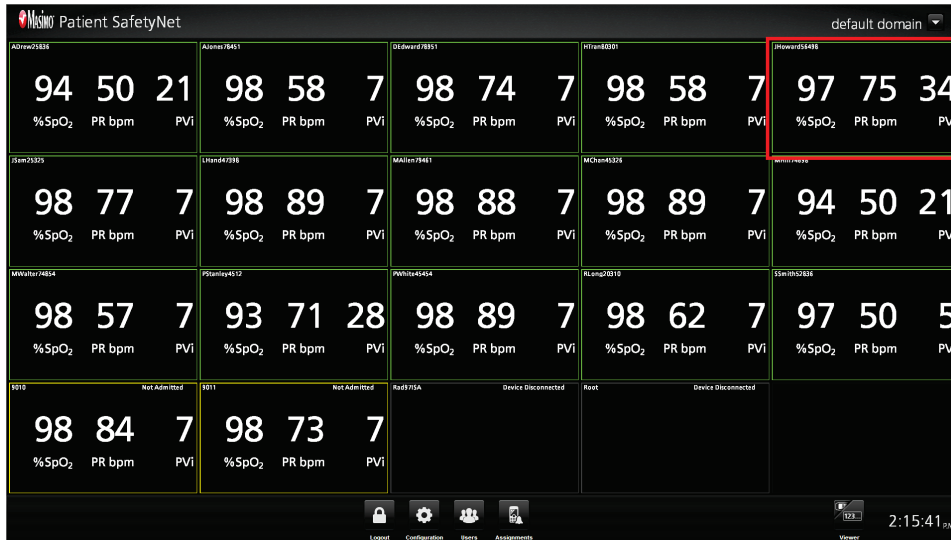 Masimo Patient SafetyNet
default domain
ADrew25836 AJones78451 DEdward78951 HTran80301 JHoward56498
94 50 21 98 58 7 98 74 7 98 58 7 97 75 34
%SpO₂ PR bpm PVi %SpO₂ PR bpm PVi %SpO₂ PR bpm PVi %SpO₂ PR bpm PVi %SpO₂ PR bpm PV
JSam25325 LHand47398 MAllen79461 MChan45326
98 77 7 98 89 7 98 88 7 98 89 7 94 50 21
%SpO₂ PR bpm PVi %SpO₂ PR bpm PVi %SpO₂ PR bpm PVi %SpO₂ PR bpm PVi %SpO₂ PR bpm PV
MWalter74854 PStanley4512 PWhite45454 RLong20310 SSmith52836
98 57 7 93 71 28 98 89 7 98 62 7 97 50 5
%SpO₂ PR bpm PVi %SpO₂ PR bpm PVi %SpO₂ PR bpm PVi %SpO₂ PR bpm PVi %SpO₂ PR bpm PV
9010 Not Admitted 9011 Not Admitted Rad97ISA Device Disconnected Root Device Disconnected
98 84 7 98 73 7
%SpO₂ PR bpm PVi %SpO₂ PR bpm PVi
123...
2:15:41 PM
Logout Configuration Users Assignments Viewer